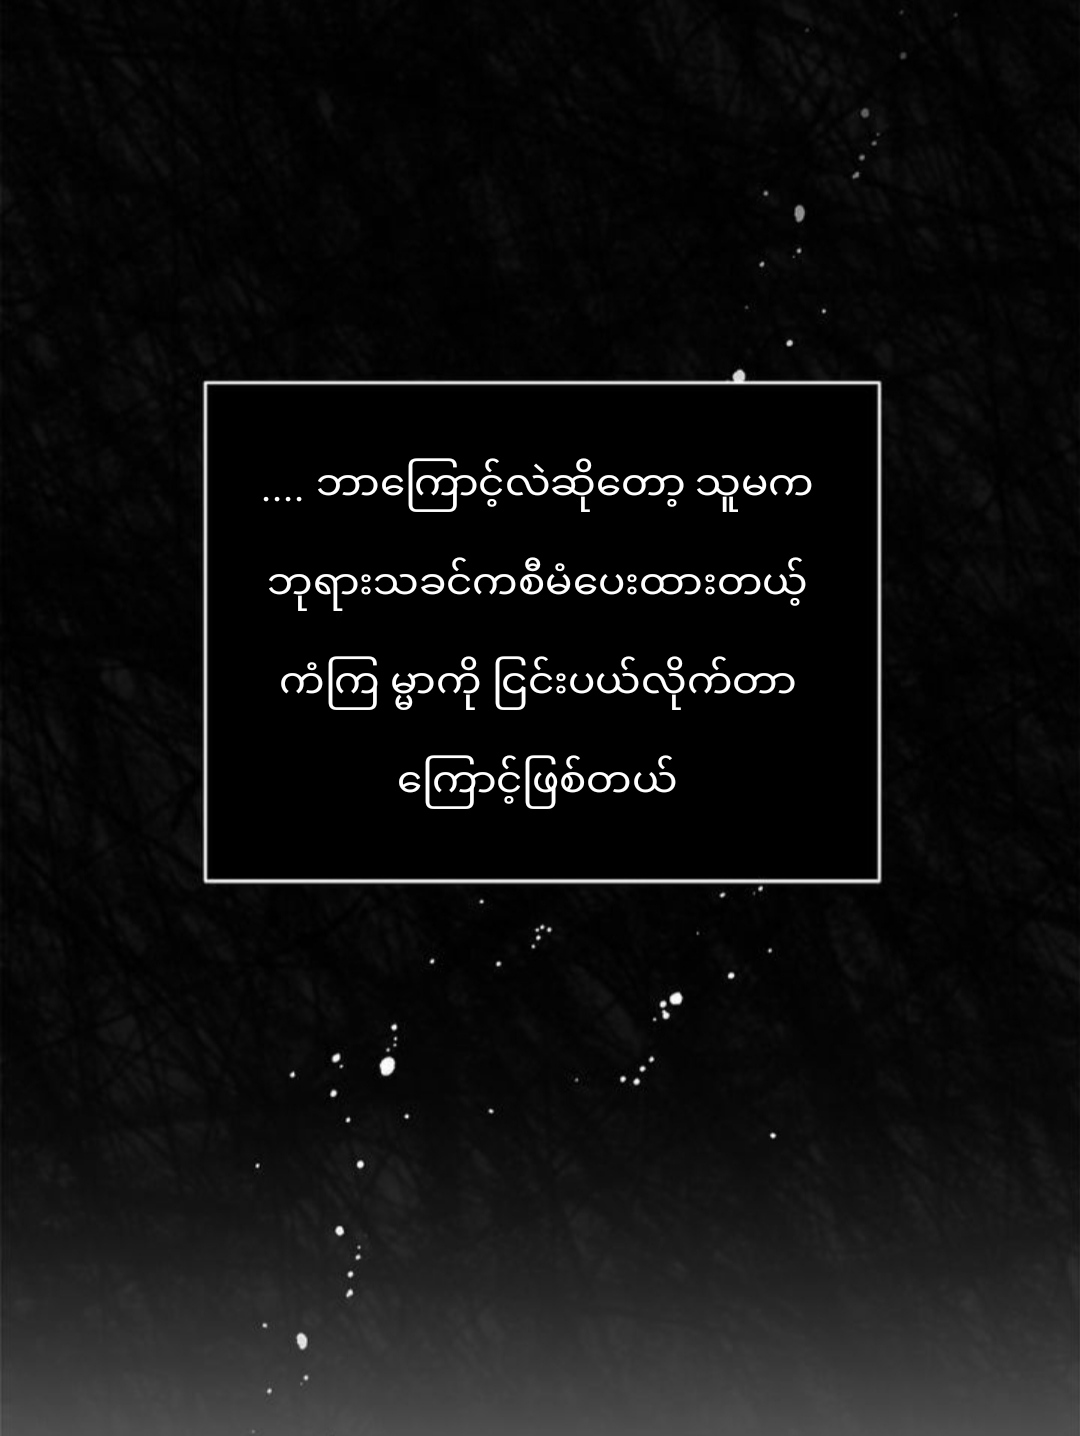 .... ဘာကြောင့်လဲဆိုတော့ သူမက
ဘုရားသခင်ကစီမံပေးထားတယ့်
ကံကြ မ္မာကို ငြင်းပယ်လိုက်တာ
ကြောင့်ဖြစ်တယ်